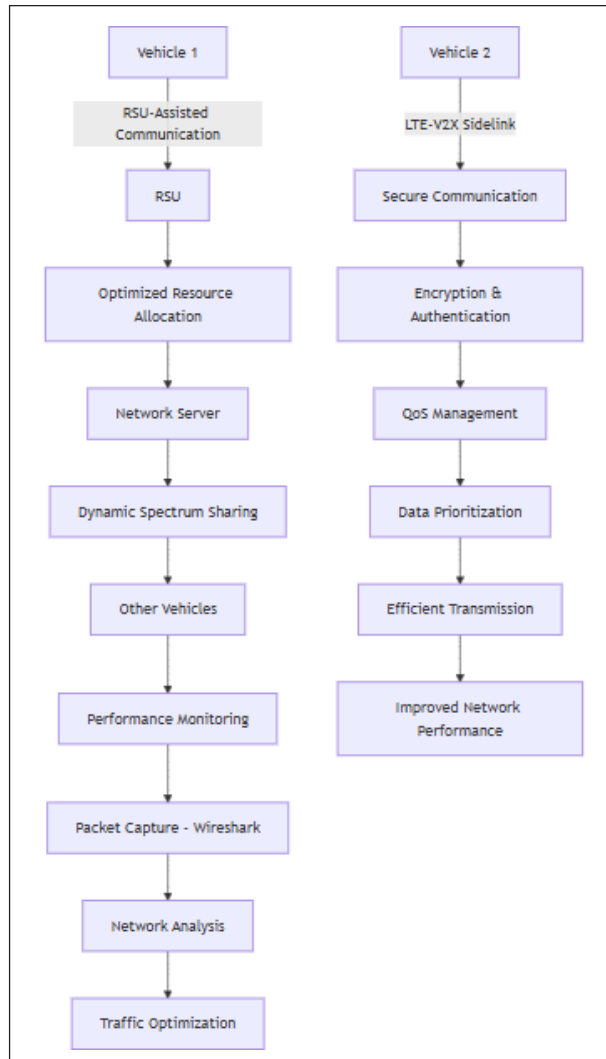 Vehicle 1
RSU-Assisted
Communication
RSU
Optimized Resource
Allocation
Network Server
Dynamic Spectrum Sharing
Other Vehicles
Performance Monitoring
Packet Capture - Wireshark
Network Analysis
Traffic Optimization
Vehicle 2
LTE-V2X Sidelink
Secure Communication
Encryption &
Authentication
QoS Management
Data Prioritization
Efficient Transmission
Improved Network
Performance